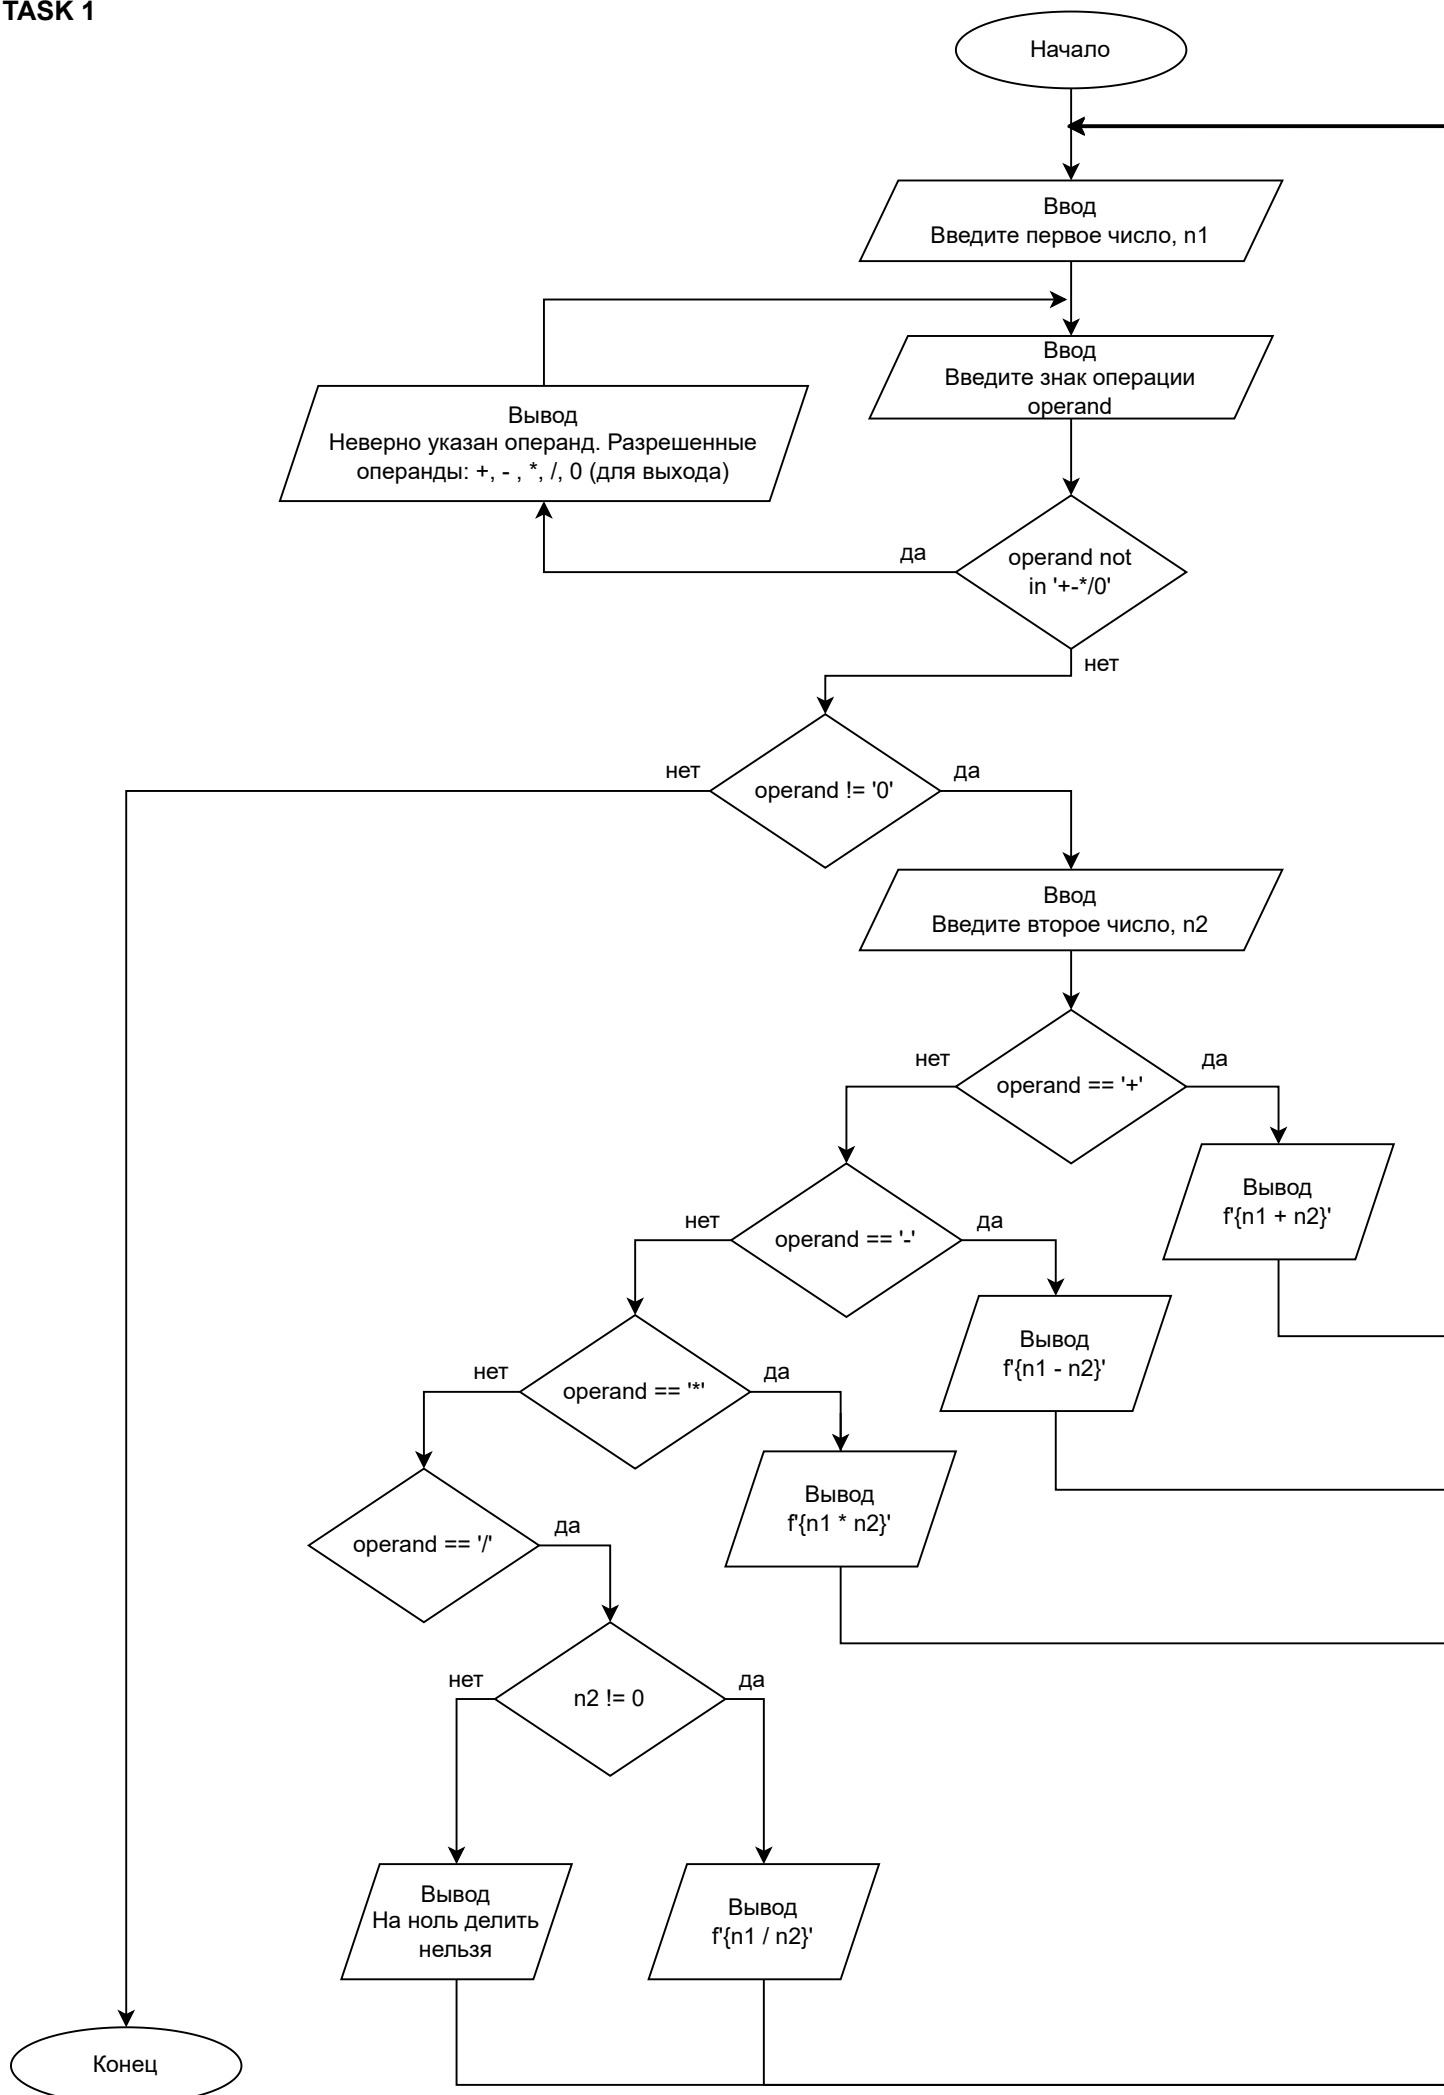 TASK 1
Начало
Ввод
Введите первое число, n1
Ввод
Введите знак операции
operand
Вывод
Неверно указан операнд. Разрешенные
операнды: +, - , *, /, 0 (для выхода)
да
operand not
in '+-*/0'
нет
нет
operand != '0'
да
Ввод
Введите второе число, n2
нет
operand == '+'
да
Вывод
f'{n1 + n2}'
нет
operand == '-'
да
Вывод
f'{n1 - n2}'
нет
operand == '*'
да
Вывод
f'{n1 * n2}'
operand == '/'
да
нет
n2 != 0
да
Вывод
На ноль делить
нельзя
Вывод
f'{n1 / n2}'
Конец